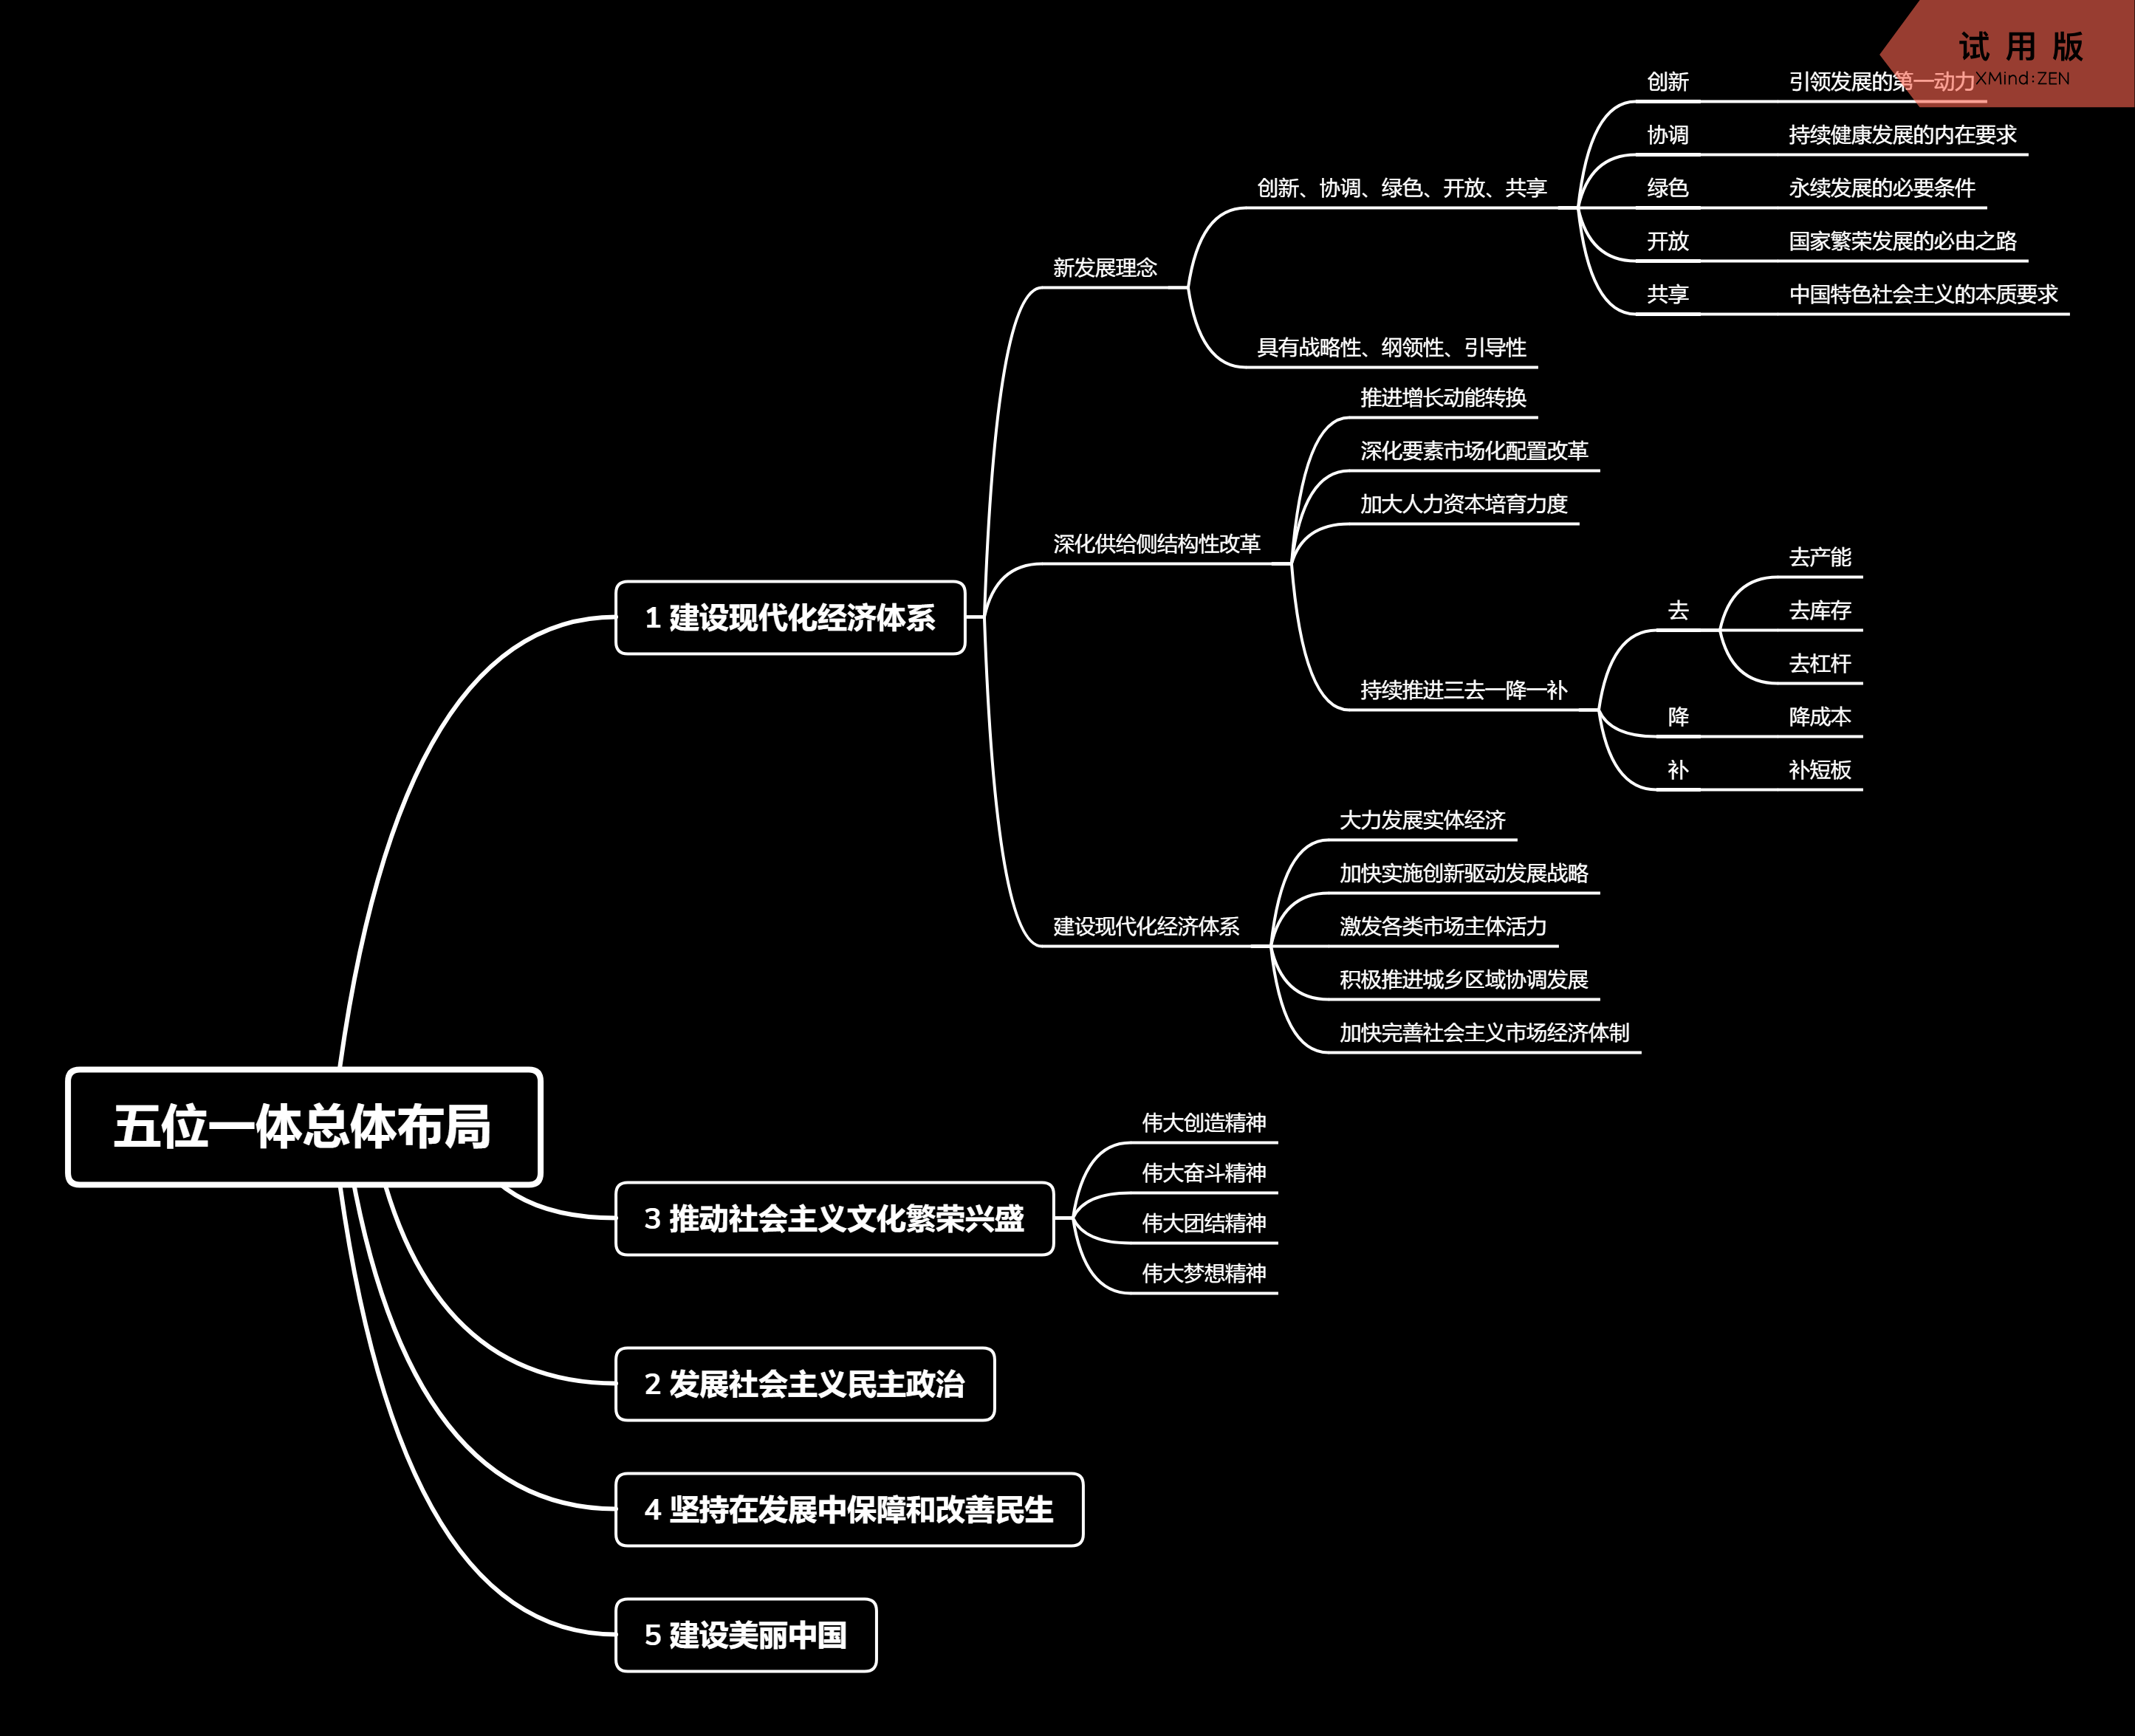 试用版
XMind:ZEN
五位一体总体布局
1 建设现代化经济体系
新发展理念
创新、协调、绿色、开放、共享
创新
引领发展的第一动力
协调
持续健康发展的内在要求
绿色
永续发展的必要条件
开放
国家繁荣发展的必由之路
共享
中国特色社会主义的本质要求
具有战略性、纲领性、引导性
深化供给侧结构性改革
推进增长动能转换
深化要素市场化配置改革
加大人力资本培育力度
持续推进三去一降一补
去
去产能
去库存
去杠杆
降
降成本
补
补短板
建设现代化经济体系
大力发展实体经济
加快实施创新驱动发展战略
激发各类市场主体活力
积极推进城乡区域协调发展
加快完善社会主义市场经济体制
3 推动社会主义文化繁荣兴盛
伟大创造精神
伟大奋斗精神
伟大团结精神
伟大梦想精神
2 发展社会主义民主政治
4 坚持在发展中保障和改善民生
5 建设美丽中国